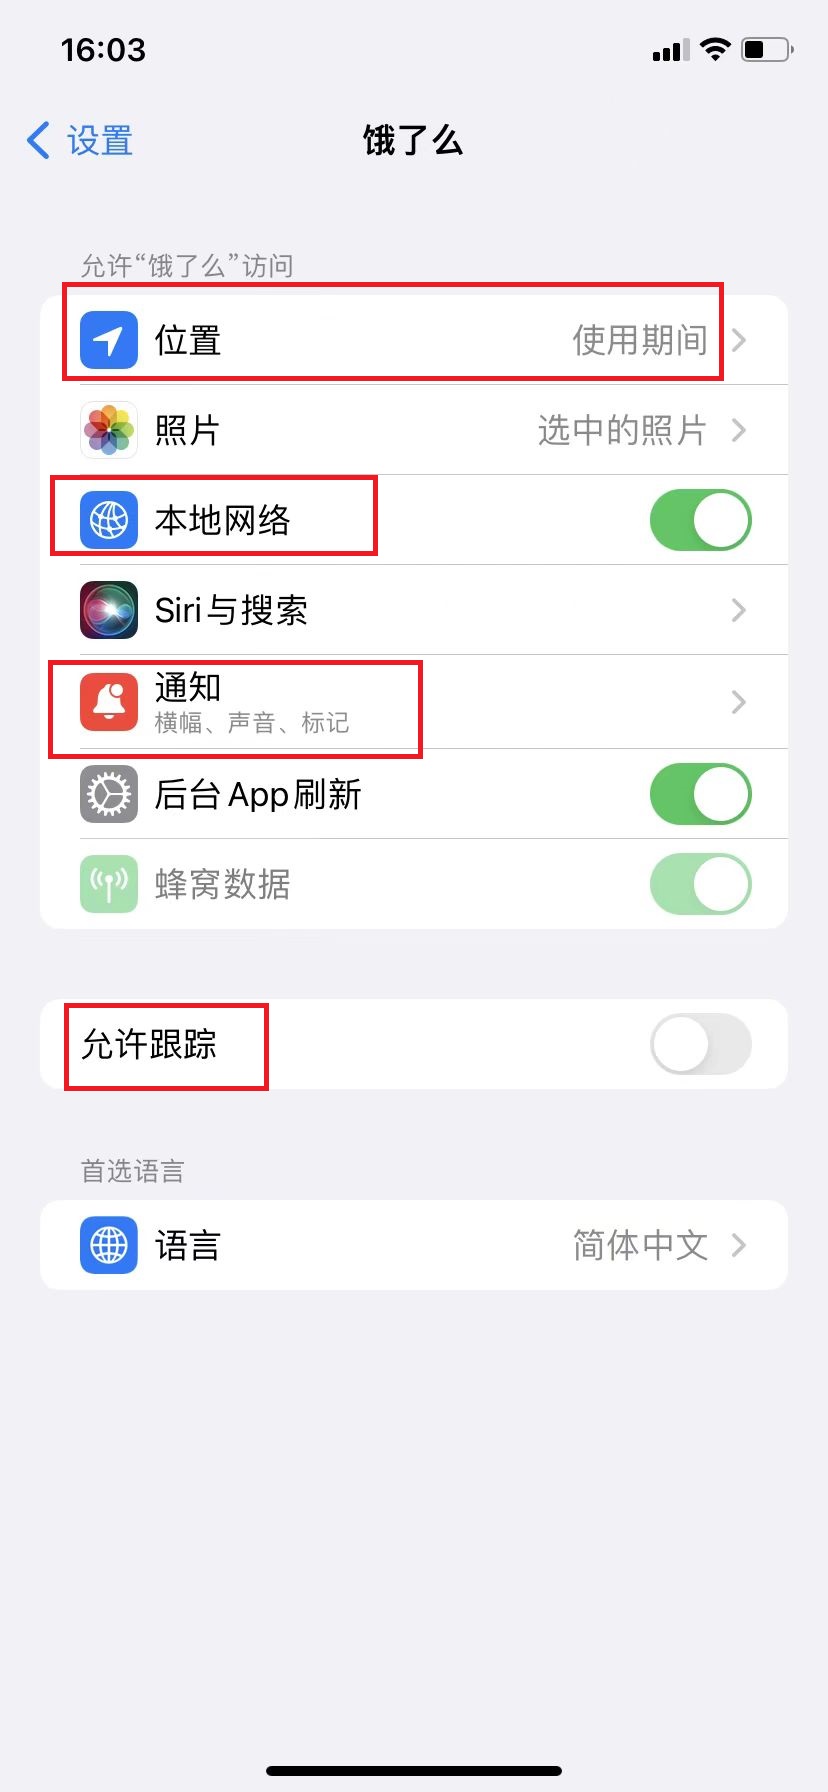 16:03
设置
饿了么
允许“饿了么”访问
位置 使用期间
照片 选中的照片
本地网络
Siri与搜索
通知
横幅、声音、标记
后台App刷新
蜂窝数据
允许跟踪
首选语言
语言 简体中文